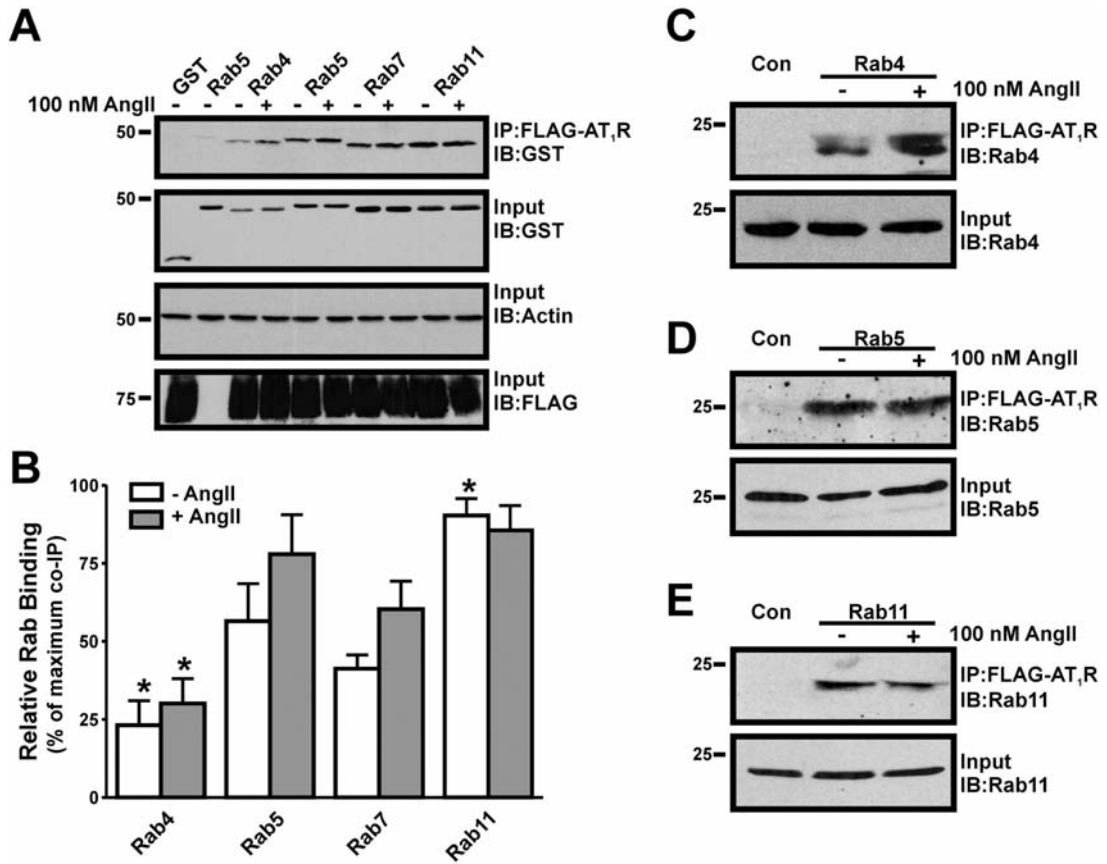 A
GST Rab5 Rab4 Rab5 Rab7 Rab11
100 nM AngII - - - + - + - + - +
50
IP:FLAG-AT1R
IB:GST
50
Input
IB:GST
50
Input
IB:Actin
75
Input
IB:FLAG
B
Relative Rab Binding
(% of maximum co-IP)
100
75
50
25
0
- AngII
+ AngII
* * *
Rab4 Rab5 Rab7 Rab11
C
Con Rab4
- + 100 nM AngII
25
IP:FLAG-AT1R
IB:Rab4
25
Input
IB:Rab4
D
Con Rab5
- + 100 nM AngII
25
IP:FLAG-AT1R
IB:Rab5
25
Input
IB:Rab5
E
Con Rab11
- + 100 nM AngII
25
IP:FLAG-AT1R
IB:Rab11
25
Input
IB:Rab11